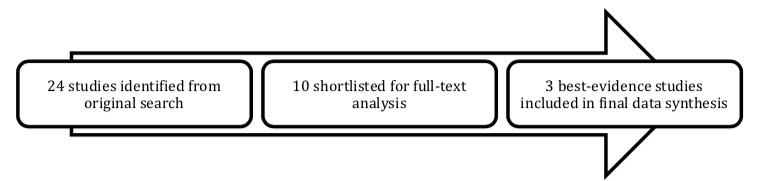 24 studies identified from
original search
10 shortlisted for full-text
analysis
3 best-evidence studies
included in final data synthesis